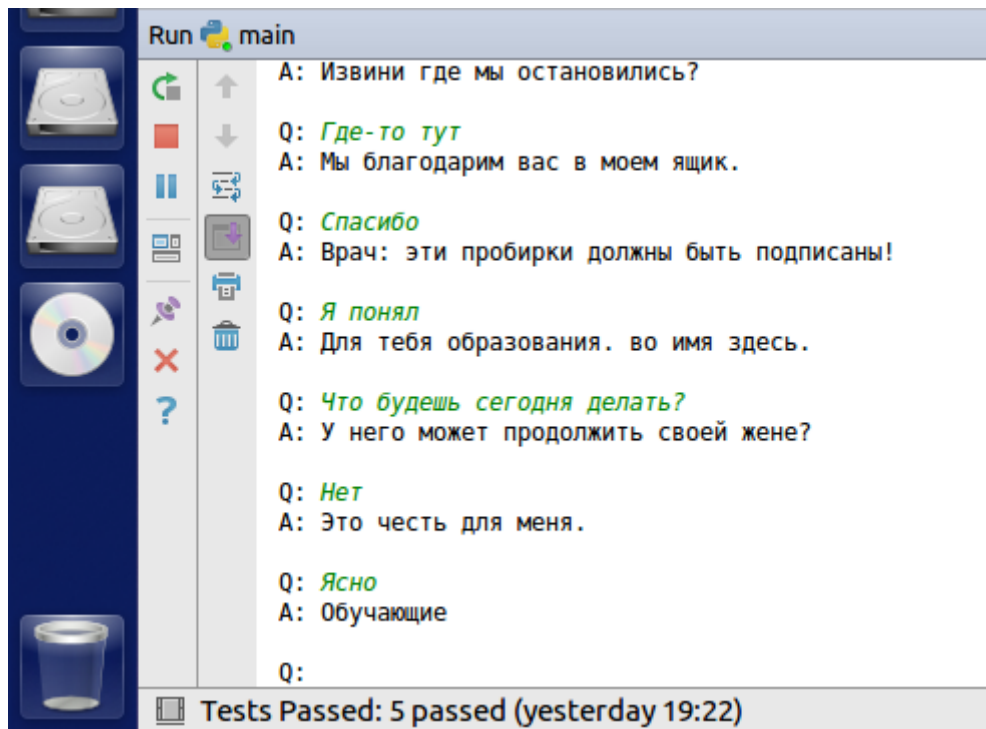 Run main
A: Извини где мы остановились?
Q: Где-то тут
A: Мы благодарим вас в моем ящик.
Q: Спасибо
A: Врач: эти пробирки должны быть подписаны!
Q: Я понял
A: Для тебя образования. во имя здесь.
Q: Что будешь сегодня делать?
A: У него может продолжить своей жене?
Q: Нет
A: Это честь для меня.
Q: Ясно
A: Обучающие
Q:
Tests Passed: 5 passed (yesterday 19:22)